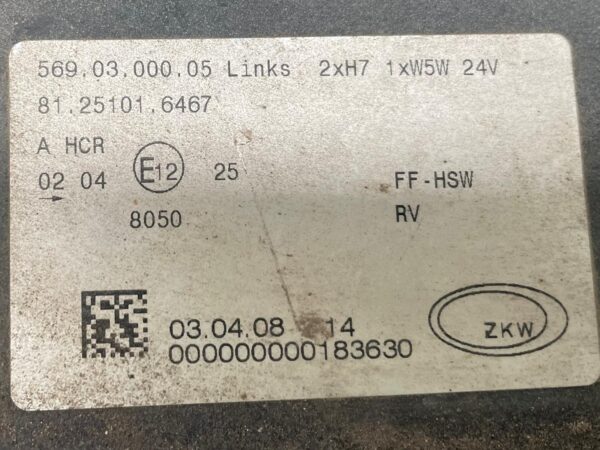 569.03.000.05 Links 2xH7 1xW5W 24V
81.25101.6467
A HCR
02 04 E12 25 FF-HSW
8050 RV
03.04.08 14
000000000183630
ZKW